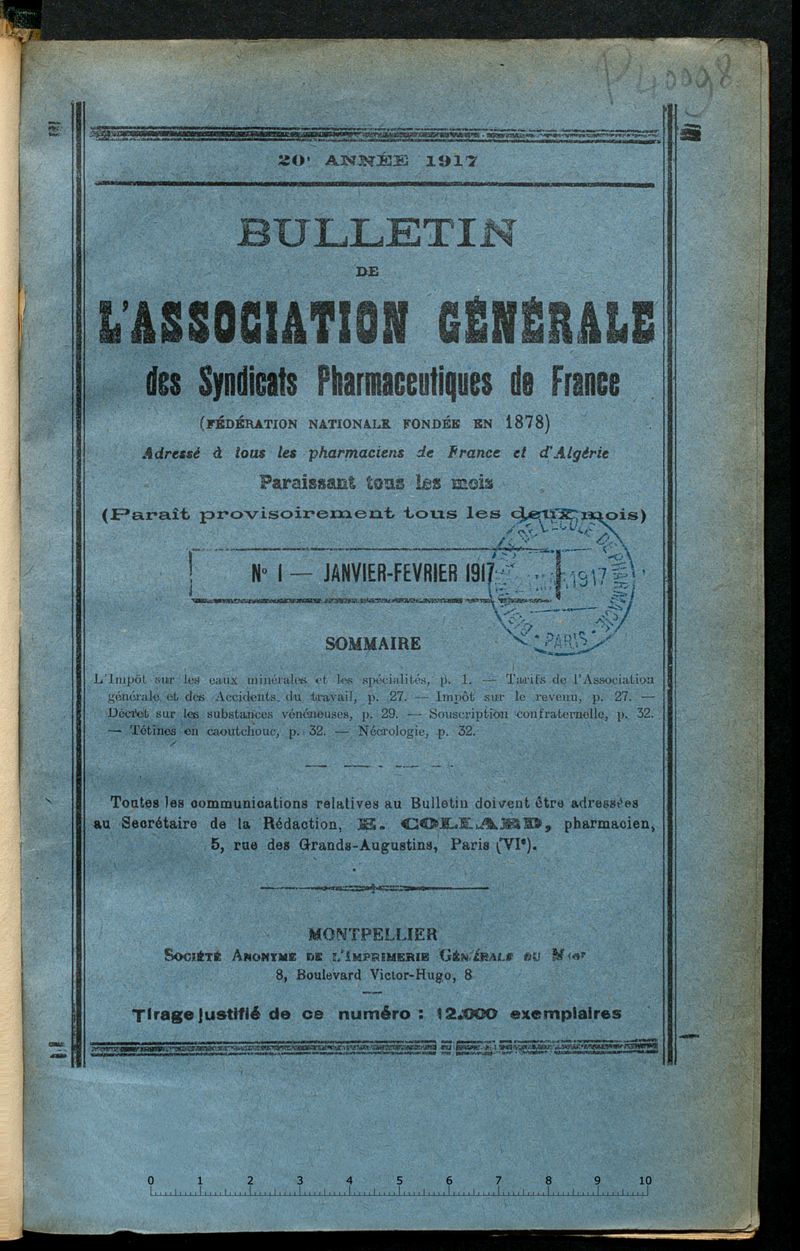 P 40098
20e ANNÉE 1917
BULLETIN
DE
L'ASSOCIATION GÉNÉRALE
des Syndicats Pharmaceutiques de France
(FÉDÉRATION NATIONALE FONDÉE EN 1878)
Adressé à tous les pharmaciens de France et d'Algérie
Paraissant tous les mois
(Paraît provisoirement tous les deux mois)
N° 1 — JANVIER-FEVRIER 1917
DE L'ÉCOLE DE PHARMACIE
1917
PARIS
SOMMAIRE
L'Impôt sur les eaux minérales et les spécialités, p. 1. — Tarifs de l'Association
générale et des Accidents du travail, p. 27. — Impôt sur le revenu, p. 27. —
Décret sur les substances vénéneuses, p. 29. — Souscription confraternelle, p. 32.
— Tétines en caoutchouc, p. 32. — Nécrologie, p. 32.
Toutes les communications relatives au Bulletin doivent être adressées
au Secrétaire de la Rédaction, E. COLLARD, pharmacien,
5, rue des Grands-Augustins, Paris (VIe).
MONTPELLIER
SOCIÉTÉ ANONYME DE L'IMPRIMERIE GÉNÉRALE DU MIDI
8, Boulevard Victor-Hugo, 8
Tirage justifié de ce numéro : 12.000 exemplaires
0 1 2 3 4 5 6 7 8 9 10